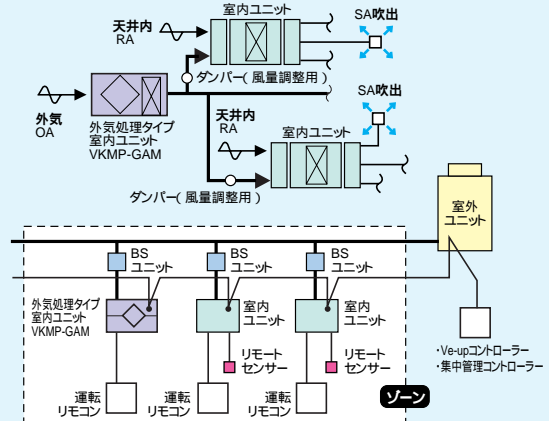 室内ユニット
SA吹出
天井内
RA
ダンパー(風量調整用)
SA吹出
外気
OA
外気処理タイプ
室内ユニット
VKMP-GAM
天井内
RA
室内ユニット
ダンパー(風量調整用)
室外
ユニット
BS
ユニット
BS
ユニット
BS
ユニット
外気処理タイプ
室内ユニット
VKMP-GAM
室内
ユニット
室内
ユニット
リモート
センサー
リモート
センサー
・Ve-upコントローラー
・集中管理コントローラー
運転
リモコン
運転
リモコン
運転
リモコン
ゾーン